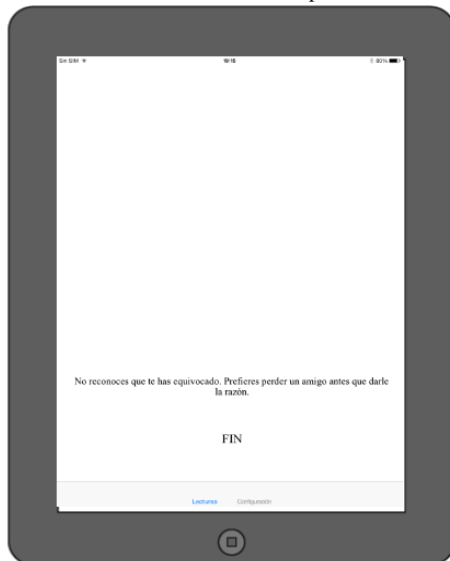 Sin SIM 19:16 80%
No reconoces que te has equivocado. Prefieres perder un amigo antes que darle
la razón.
FIN
Lecturas Configuración